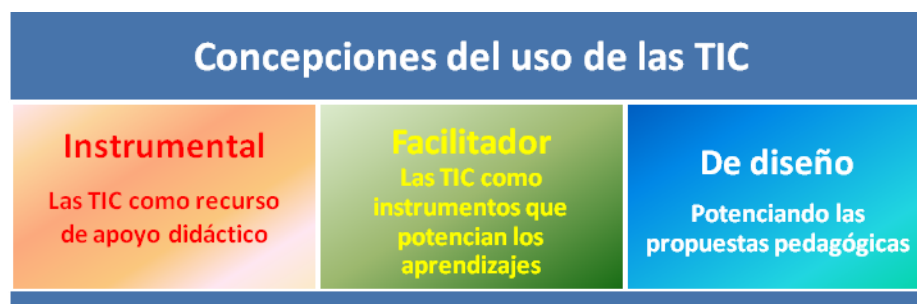 Concepciones del uso de las TIC
Instrumental
Las TIC como recurso
de apoyo didáctico
Facilitador
Las TIC como
instrumentos que
potencian los
aprendizajes
De diseño
Potenciando las
propuestas pedagógicas